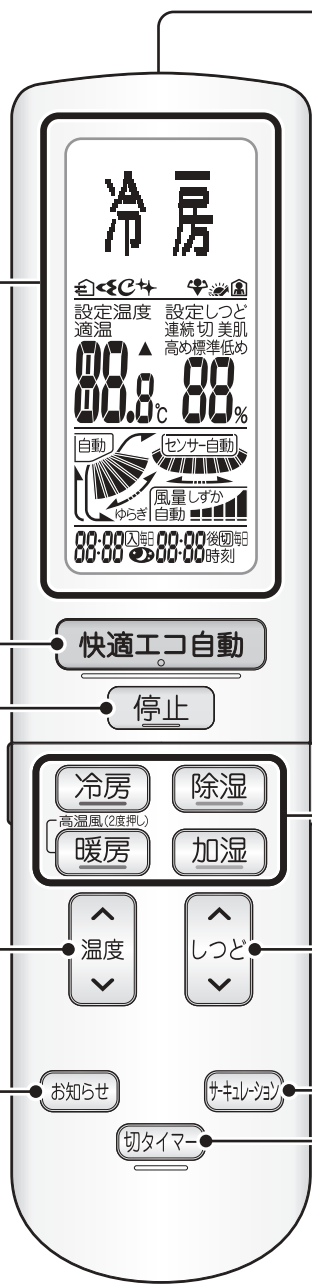 冷房
設定温度 設定しつど
適温 連続 切 美肌
▲ 高め標準低め
88.8℃ 88%
自動 センサー自動
ゆらぎ 風量 しずか
自動
88:88 入 毎日 88:88 後 切 毎日
時刻
快適エコ自動
停止
冷房 除湿
高温風(2度押し)
暖房 加湿
温度 しつど
お知らせ サーキュレーション
切タイマー